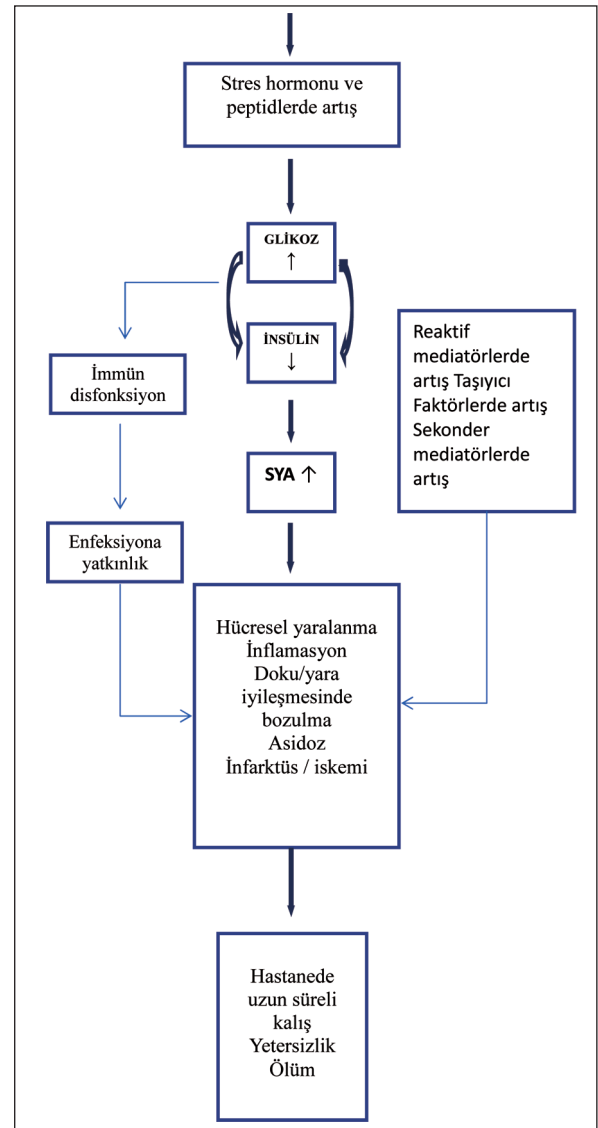 Stres hormonu ve
peptidlerde artış
GLİKOZ
↑
İNSÜLİN
↓
SYA ↑
İmmün
disfonksiyon
Enfeksiyona
yatkınlık
Reaktif
mediatörlerde
artış Taşıyıcı
Faktörlerde artış
Sekonder
mediatörlerde
artış
Hücresel yaralanma
İnflamasyon
Doku/yara
iyileşmesinde
bozulma
Asidoz
İnfarktüs / iskemi
Hastanede
uzun süreli
kalış
Yetersizlik
Ölüm